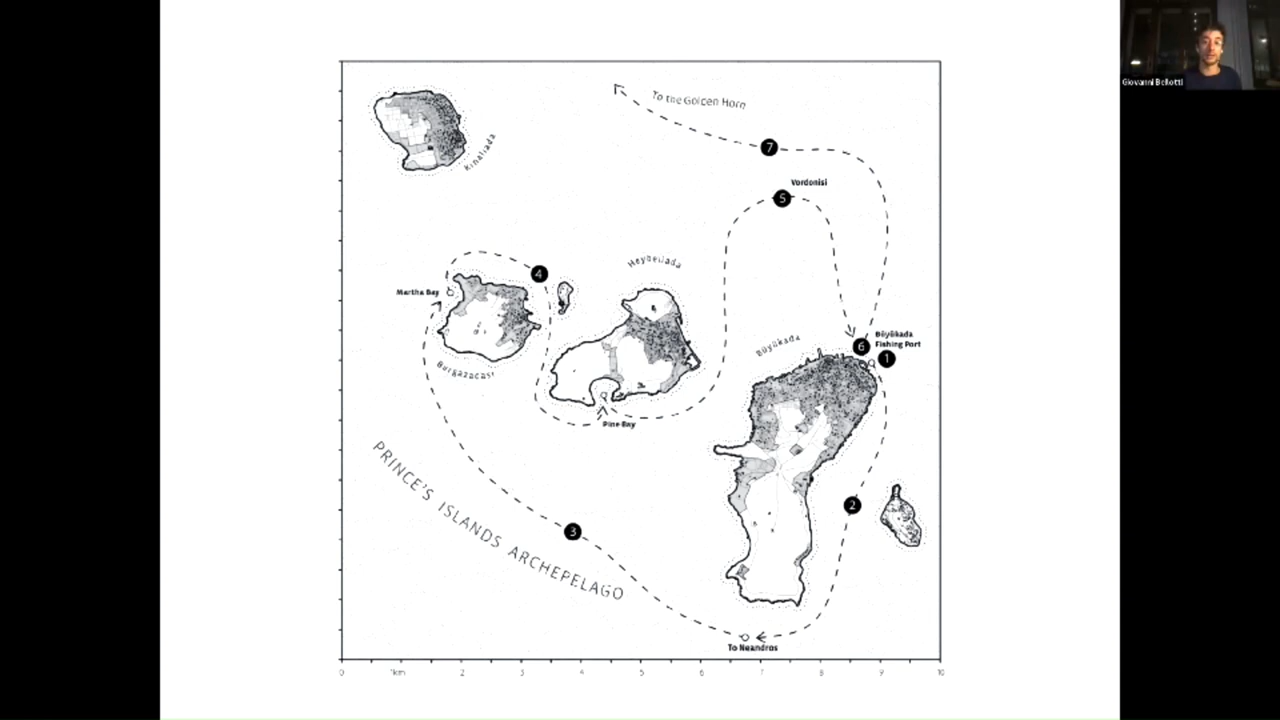 Giovanni Bellotti
To the Golden Horn
7
Kınalıada
Vordonisi
5
Heybeliada
4
Martha Bay
Büyükada
Fishing Port
6
1
Büyükada
Burgazadası
Pine Bay
2
PRINCE'S ISLANDS ARCHEPELAGO
3
To Neandros
0 1km 2 3 4 5 6 7 8 9 10